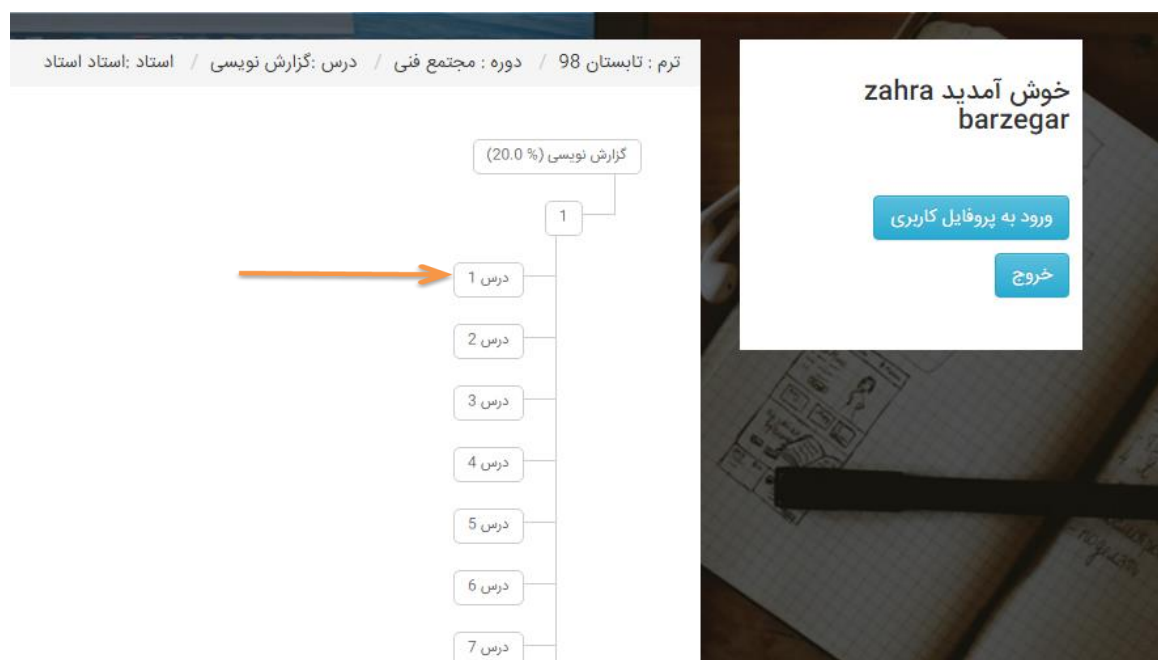 خوش آمدید zahra
barzegar
ورود به پروفایل کاربری
خروج
ترم : تابستان 98 / دوره : مجتمع فنی / درس :گزارش نویسی / استاد :استاد استاد
گزارش نویسی (% 20.0)
1
درس 1
درس 2
درس 3
درس 4
درس 5
درس 6
درس 7